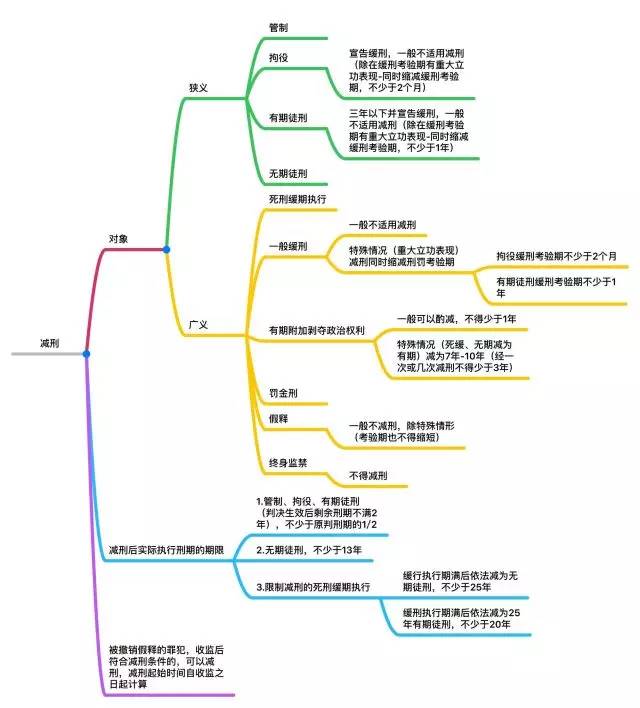 减刑
对象
狭义
管制
拘役
宣告缓刑，一般不适用减刑
（除在缓刑考验期有重大立
功表现-同时缩减缓刑考验
期，不少于2个月）
有期徒刑
三年以下并宣告缓刑，一般
不适用减刑（除在缓刑考验
期有重大立功表现-同时缩减
缓刑考验期，不少于1年）
无期徒刑
广义
死刑缓期执行
一般缓刑
一般不适用减刑
特殊情况（重大立功表现）
减刑同时缩减罚考验期
拘役缓刑考验期不少于2个月
有期徒刑缓刑考验期不少于1
年
有期附加剥夺政治权利
一般可以酌减，不得少于1年
特殊情况（死缓、无期减为
有期）减为7年-10年（经一
次或几次减刑不得少于3年）
罚金刑
假释
一般不减刑，除特殊情形
（考验期也不得缩短）
终身监禁
不得减刑
减刑后实际执行刑期的期限
1.管制、拘役、有期徒刑
（判决生效后剩余刑期不满2
年），不少于原判刑期的1/2
2.无期徒刑，不少于13年
3.限制减刑的死刑缓期执行
缓行执行期满后依法减为无
期徒刑，不少于25年
缓刑执行期满后依法减为25
年有期徒刑，不少于20年
被撤销假释的罪犯，收监后
符合减刑条件的，可以减
刑，减刑起始时间自收监之
日起计算